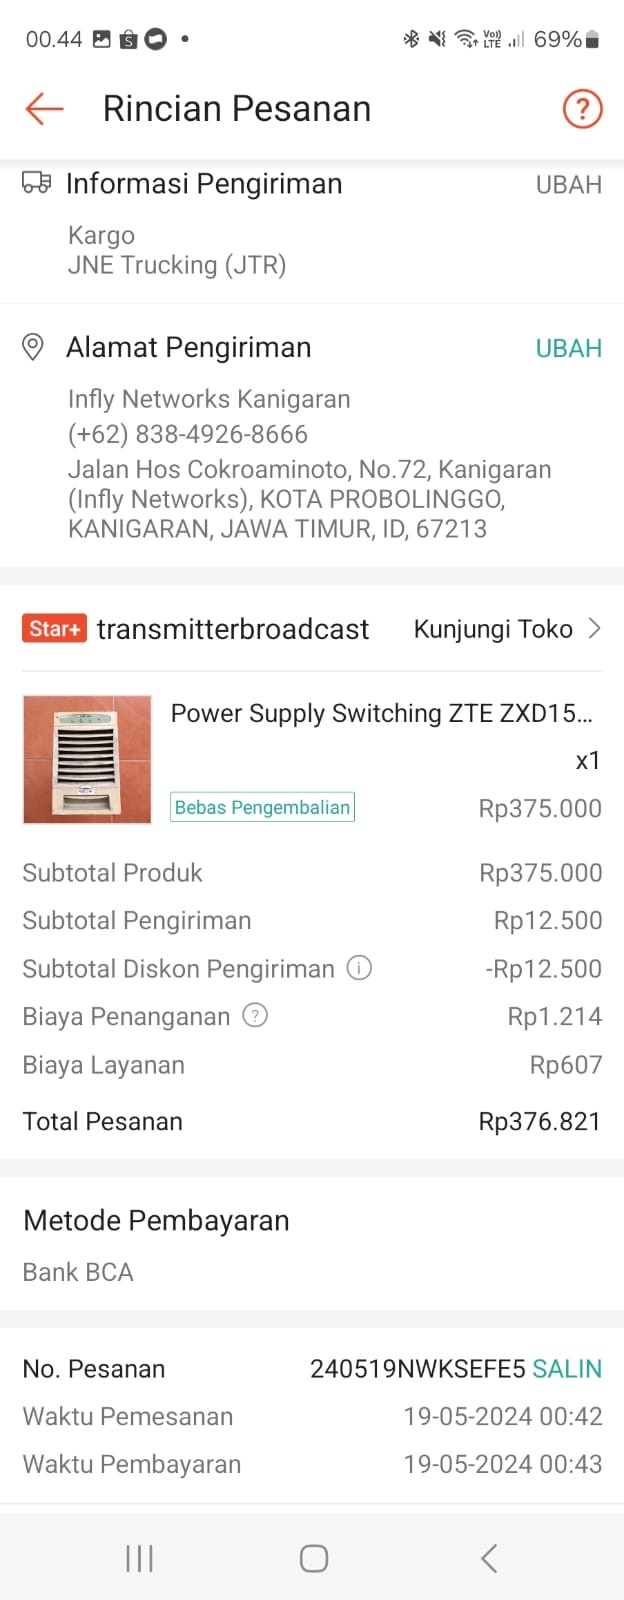 00.44 69%
Rincian Pesanan
Informasi Pengiriman UBAH
Kargo
JNE Trucking (JTR)
Alamat Pengiriman UBAH
Infly Networks Kanigaran
(+62) 838-4926-8666
Jalan Hos Cokroaminoto, No.72, Kanigaran
(Infly Networks), KOTA PROBOLINGGO,
KANIGARAN, JAWA TIMUR, ID, 67213
Star+ transmitterbroadcast Kunjungi Toko
Power Supply Switching ZTE ZXD15...
x1
Bebas Pengembalian Rp375.000
Subtotal Produk Rp375.000
Subtotal Pengiriman Rp12.500
Subtotal Diskon Pengiriman -Rp12.500
Biaya Penanganan Rp1.214
Biaya Layanan Rp607
Total Pesanan Rp376.821
Metode Pembayaran
Bank BCA
No. Pesanan 240519NWKSEFE5 SALIN
Waktu Pemesanan 19-05-2024 00:42
Waktu Pembayaran 19-05-2024 00:43